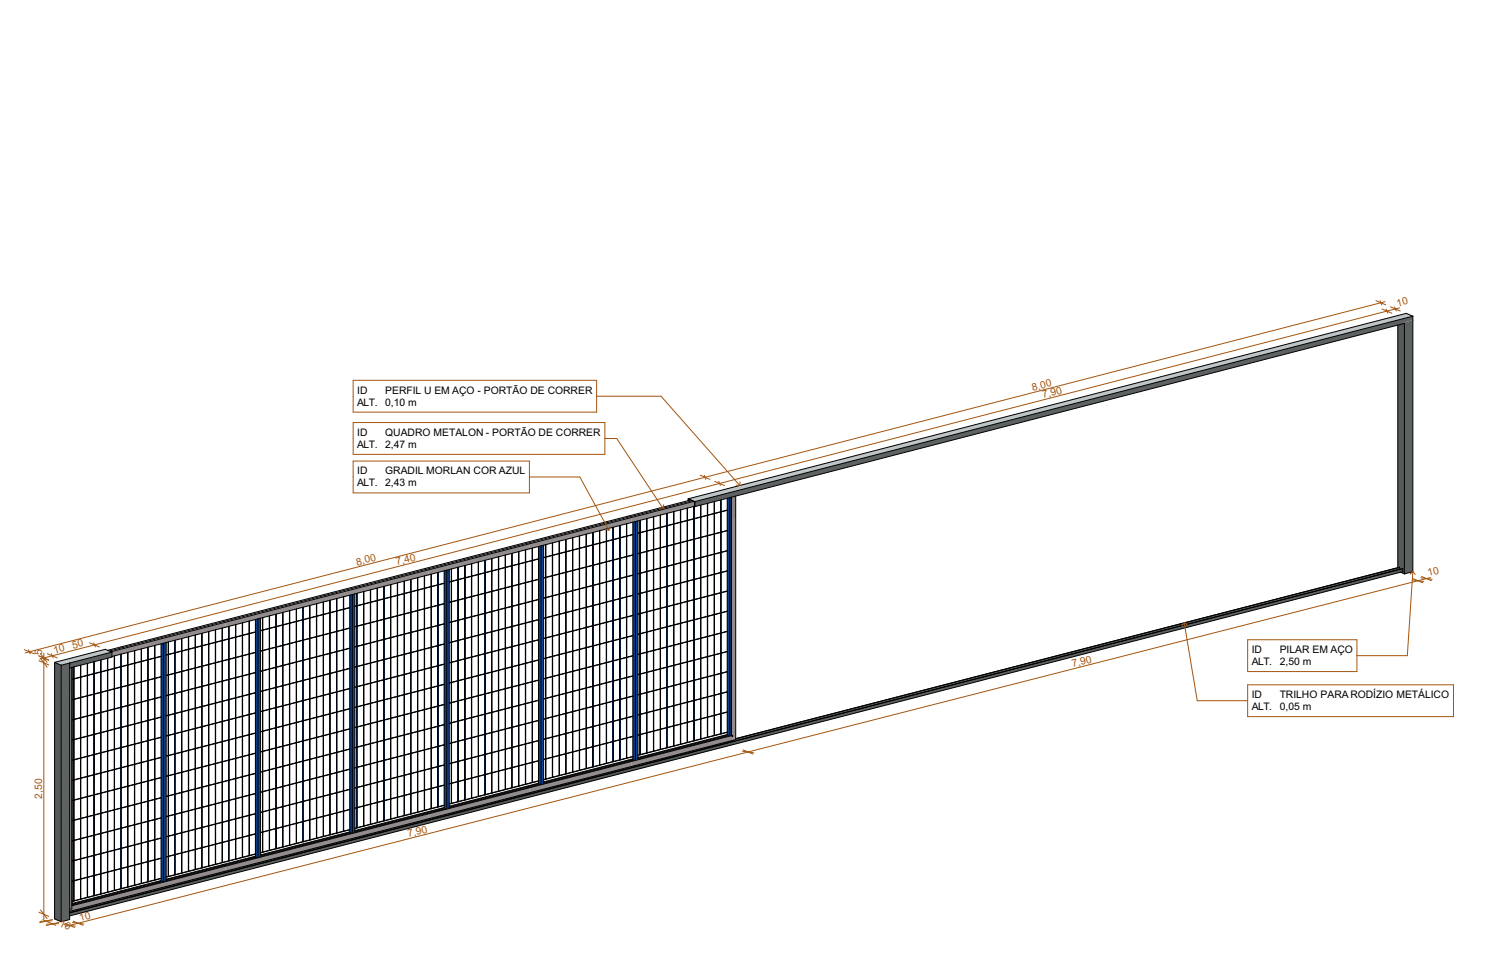 10
8,00
7,90
ID PERFIL U EM AÇO - PORTÃO DE CORRER
ALT. 0,10 m
ID QUADRO METALON - PORTÃO DE CORRER
ALT. 2,47 m
ID GRADIL MORLAN COR AZUL
ALT. 2,43 m
8,00
7,40
10
50
10
ID PILAR EM AÇO
ALT. 2,50 m
7,90
ID TRILHO PARA RODÍZIO METÁLICO
ALT. 0,05 m
2,50
7,90
10